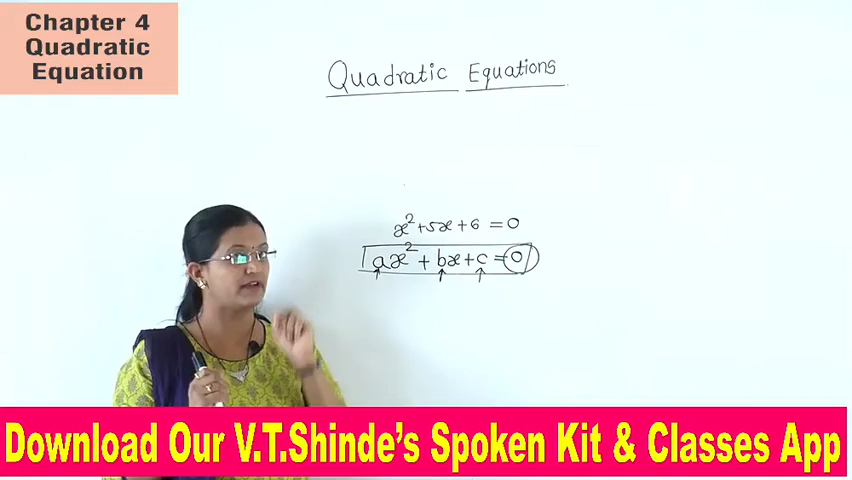 Chapter 4
Quadratic
Equation
Quadratic Equations
x²+5x+6=0
ax²+bx+c=0
Download Our V.T.Shinde's Spoken Kit & Classes App